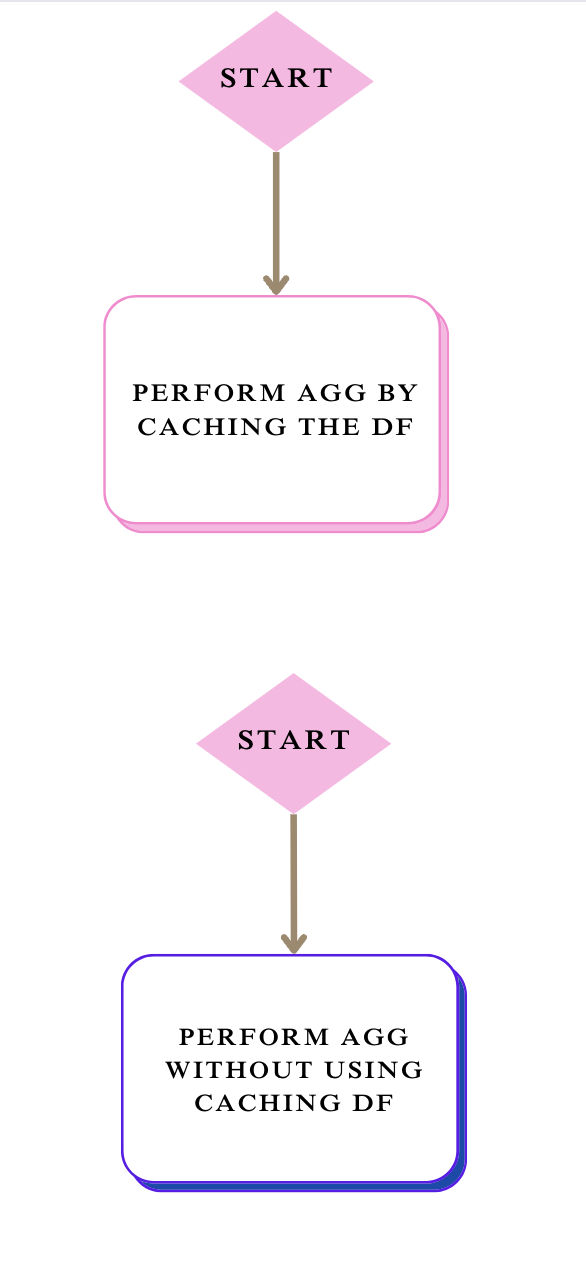 START
PERFORM AGG BY
CACHING THE DF
START
PERFORM AGG
WITHOUT USING
CACHING DF